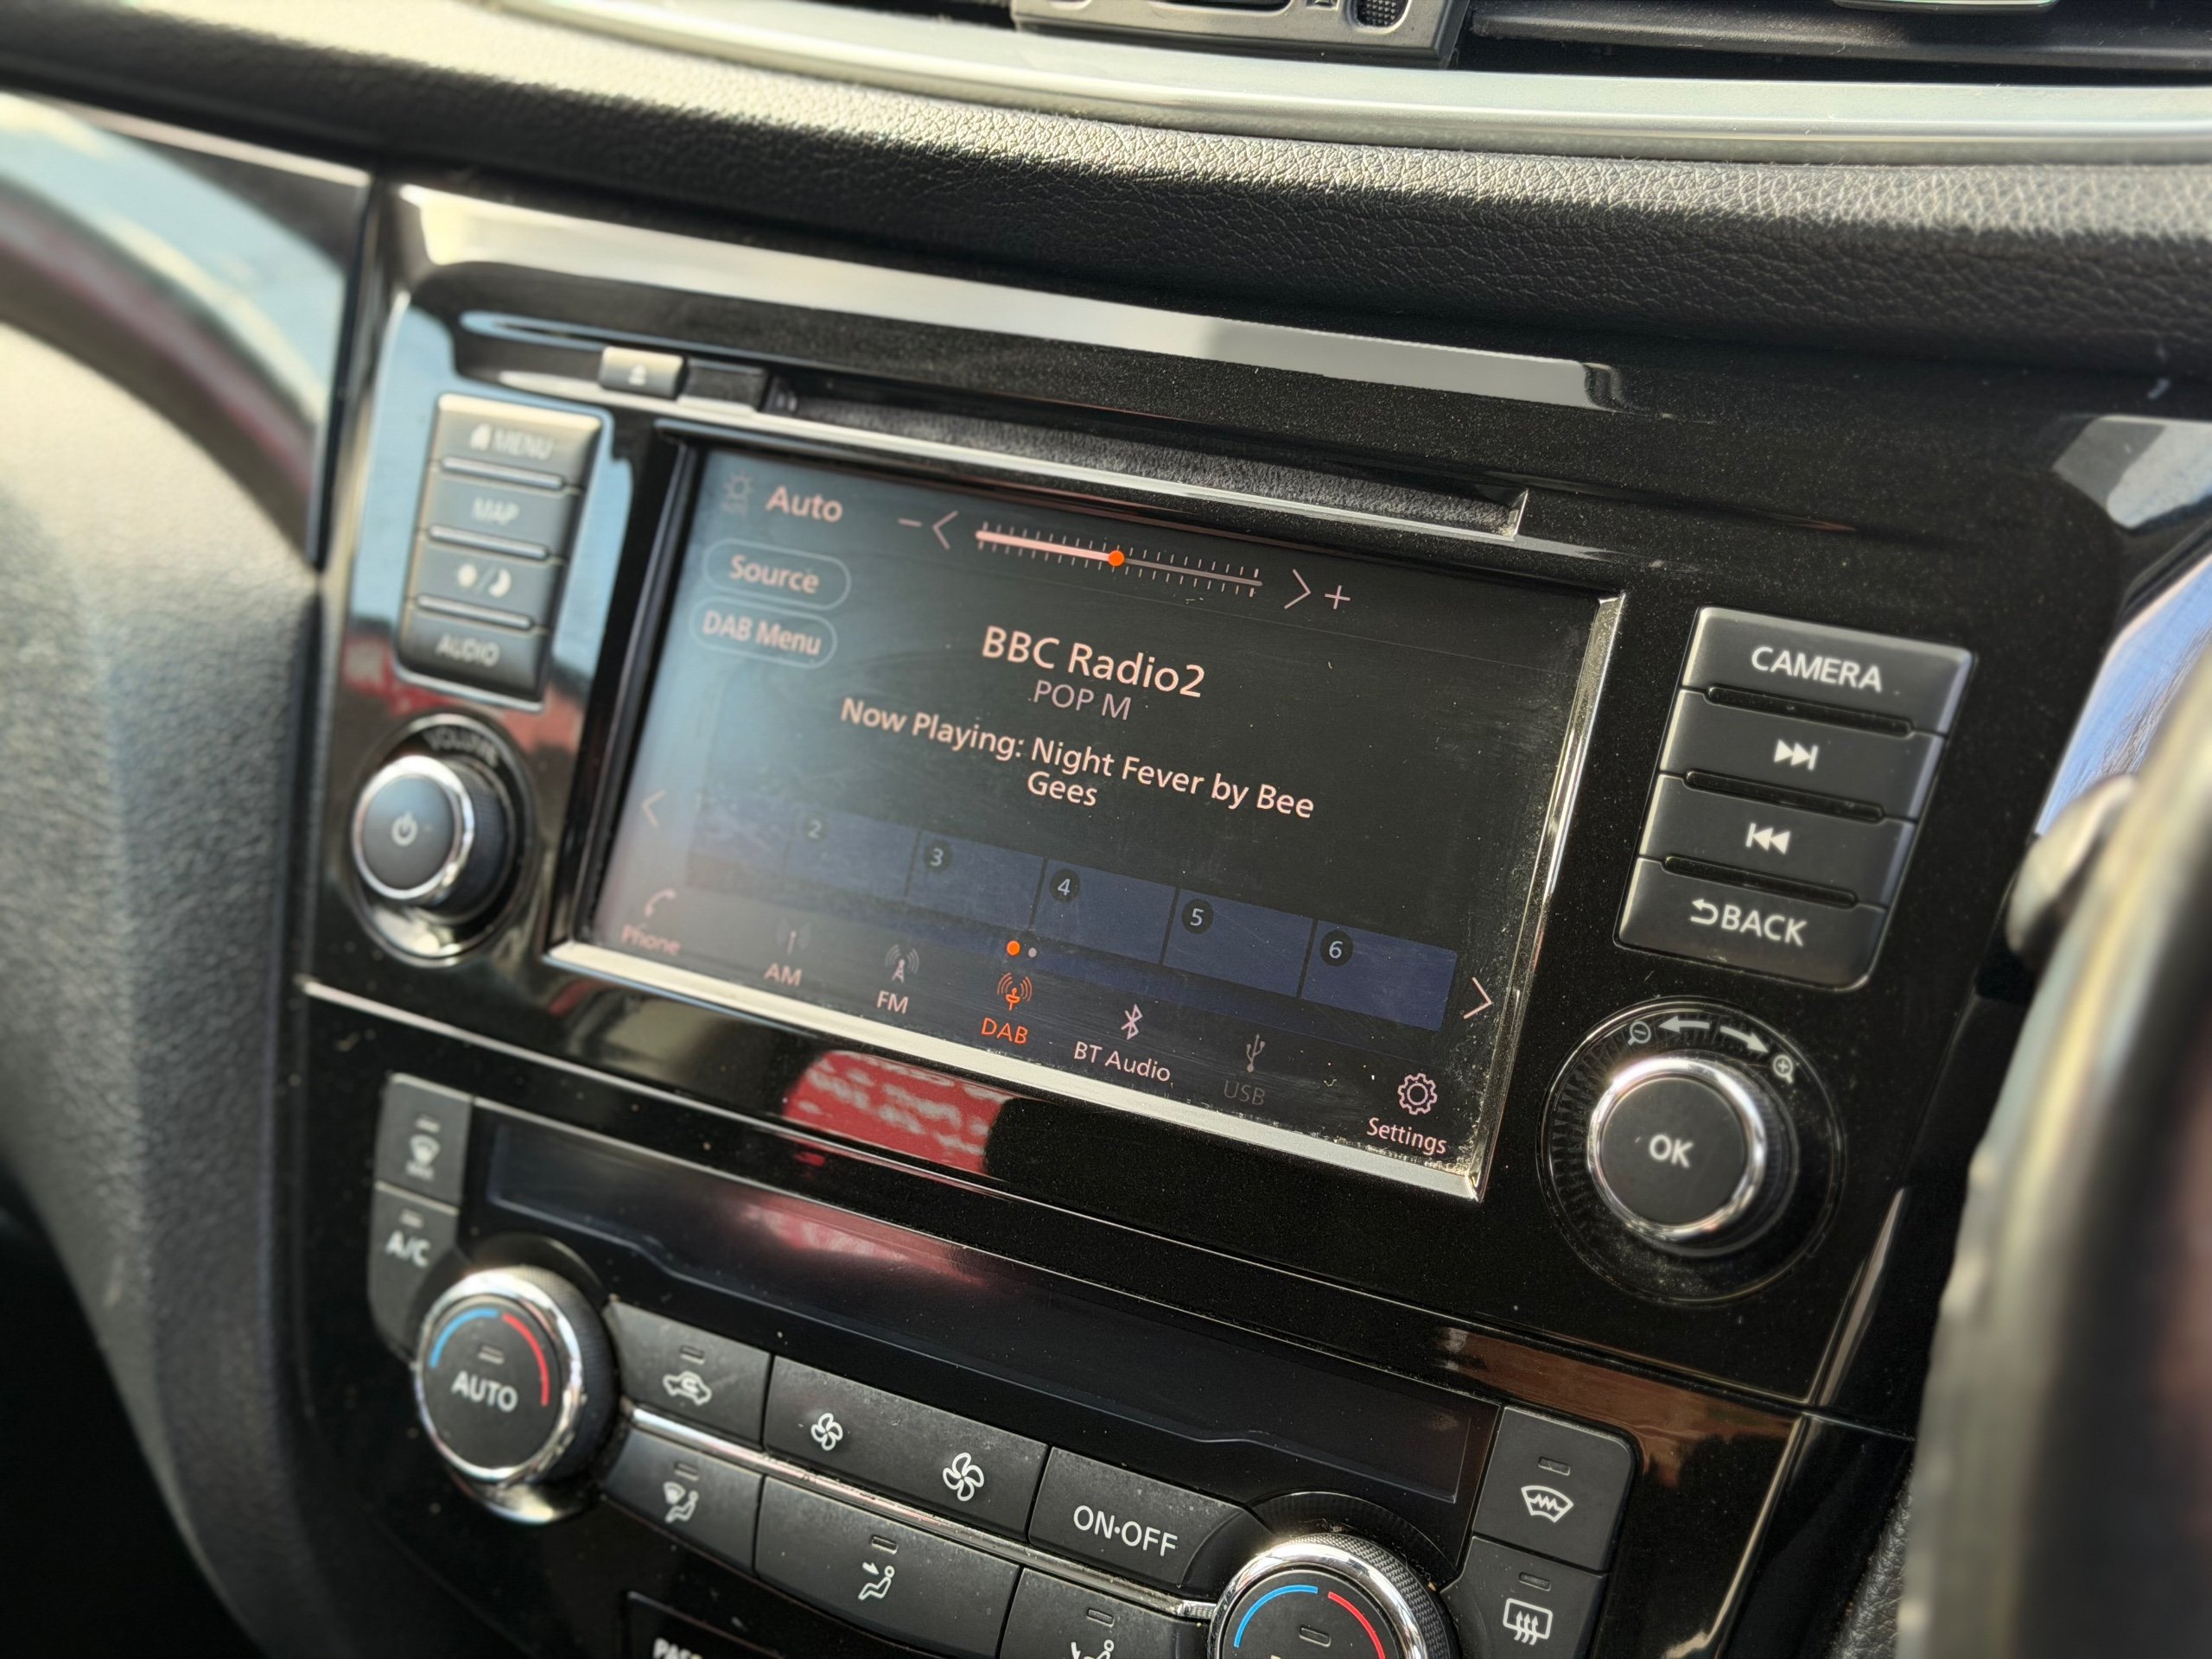 MENU
MAP
AUDIO
VOLUME
Auto
Source
DAB Menu
BBC Radio2
POP M
Now Playing: Night Fever by Bee
Gees
2
3
4
5
6
Phone
AM
FM
DAB
BT Audio
USB
Settings
CAMERA
BACK
OK
A/C
AUTO
ON•OFF